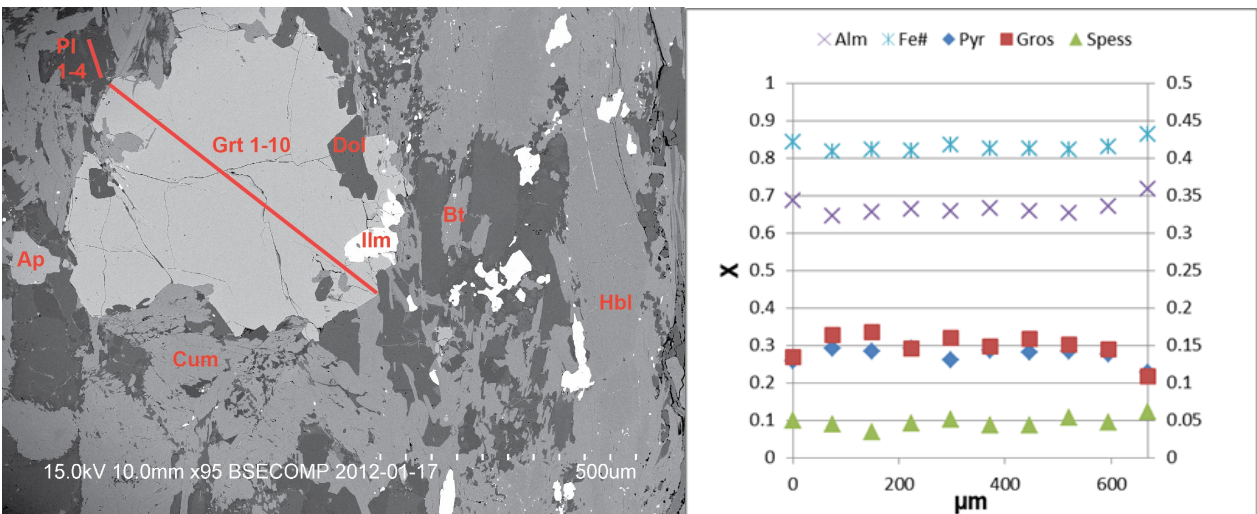 Pl
1-4
Grt 1-10
Dol
Bt
Ilm
Ap
Hbl
Cum
15.0kV 10.0mm x95 BSECOMP 2012-01-17 500um
Alm Fe# Pyr Gros Spess
1 0.5
0.9 0.45
0.8 0.4
0.7 0.35
0.6 0.3
0.5 0.25
0.4 0.2
0.3 0.15
0.2 0.1
0.1 0.05
0 0
X
0 200 400 600
µm